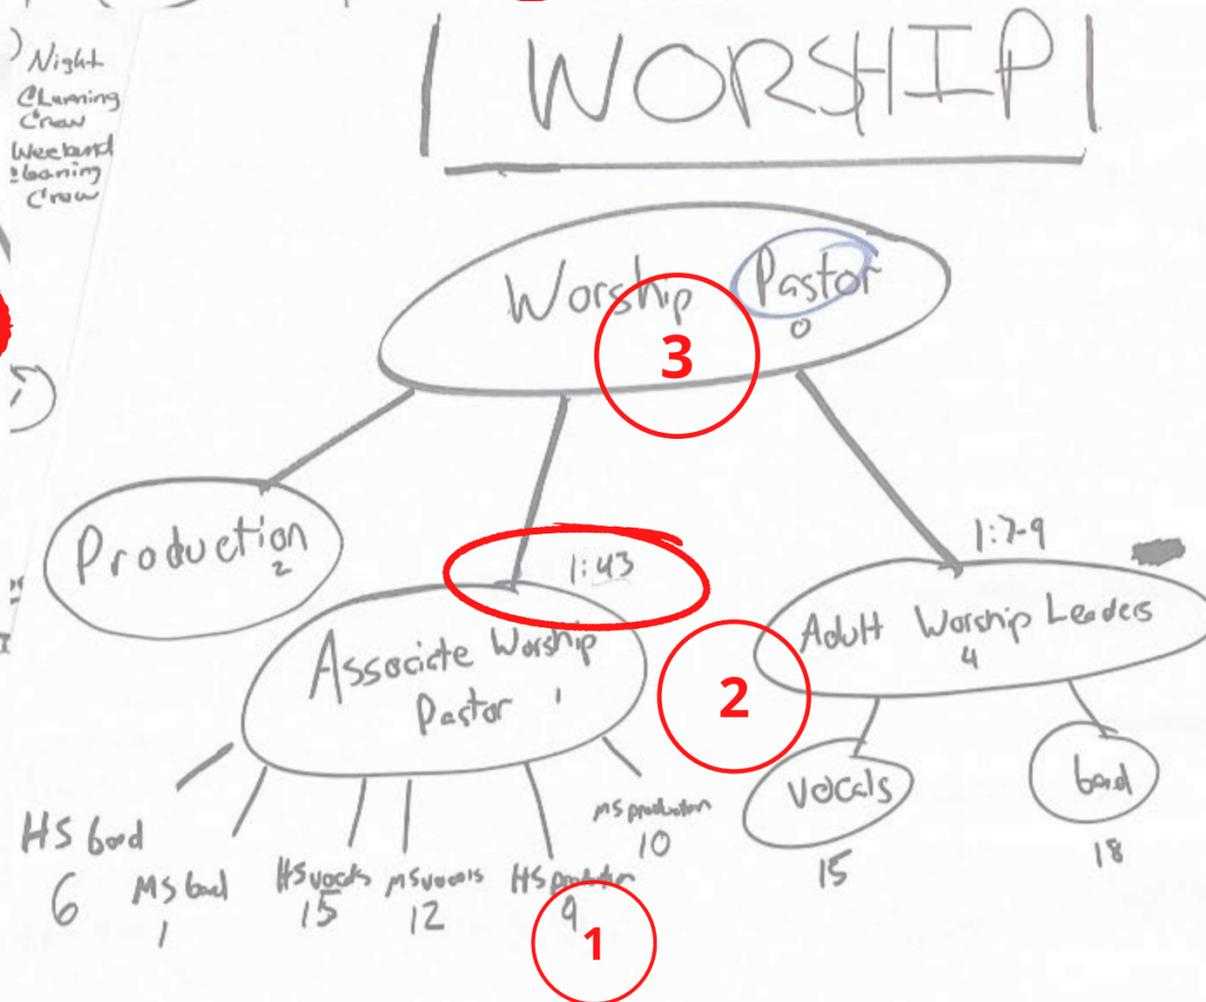 WORSHIP
Night
Cleaning
Crew
Weekend
Cleaning
Crew
Worship Pastor
0
3
Production
2
1:43
Associate Worship
Pastor 1
2
1:7-9
Adult Worship Leaders
4
vocals
15
band
18
HS band
6
MS band
1
HS vocals
15
MS vocals
12
HS production
9
MS production
10
1